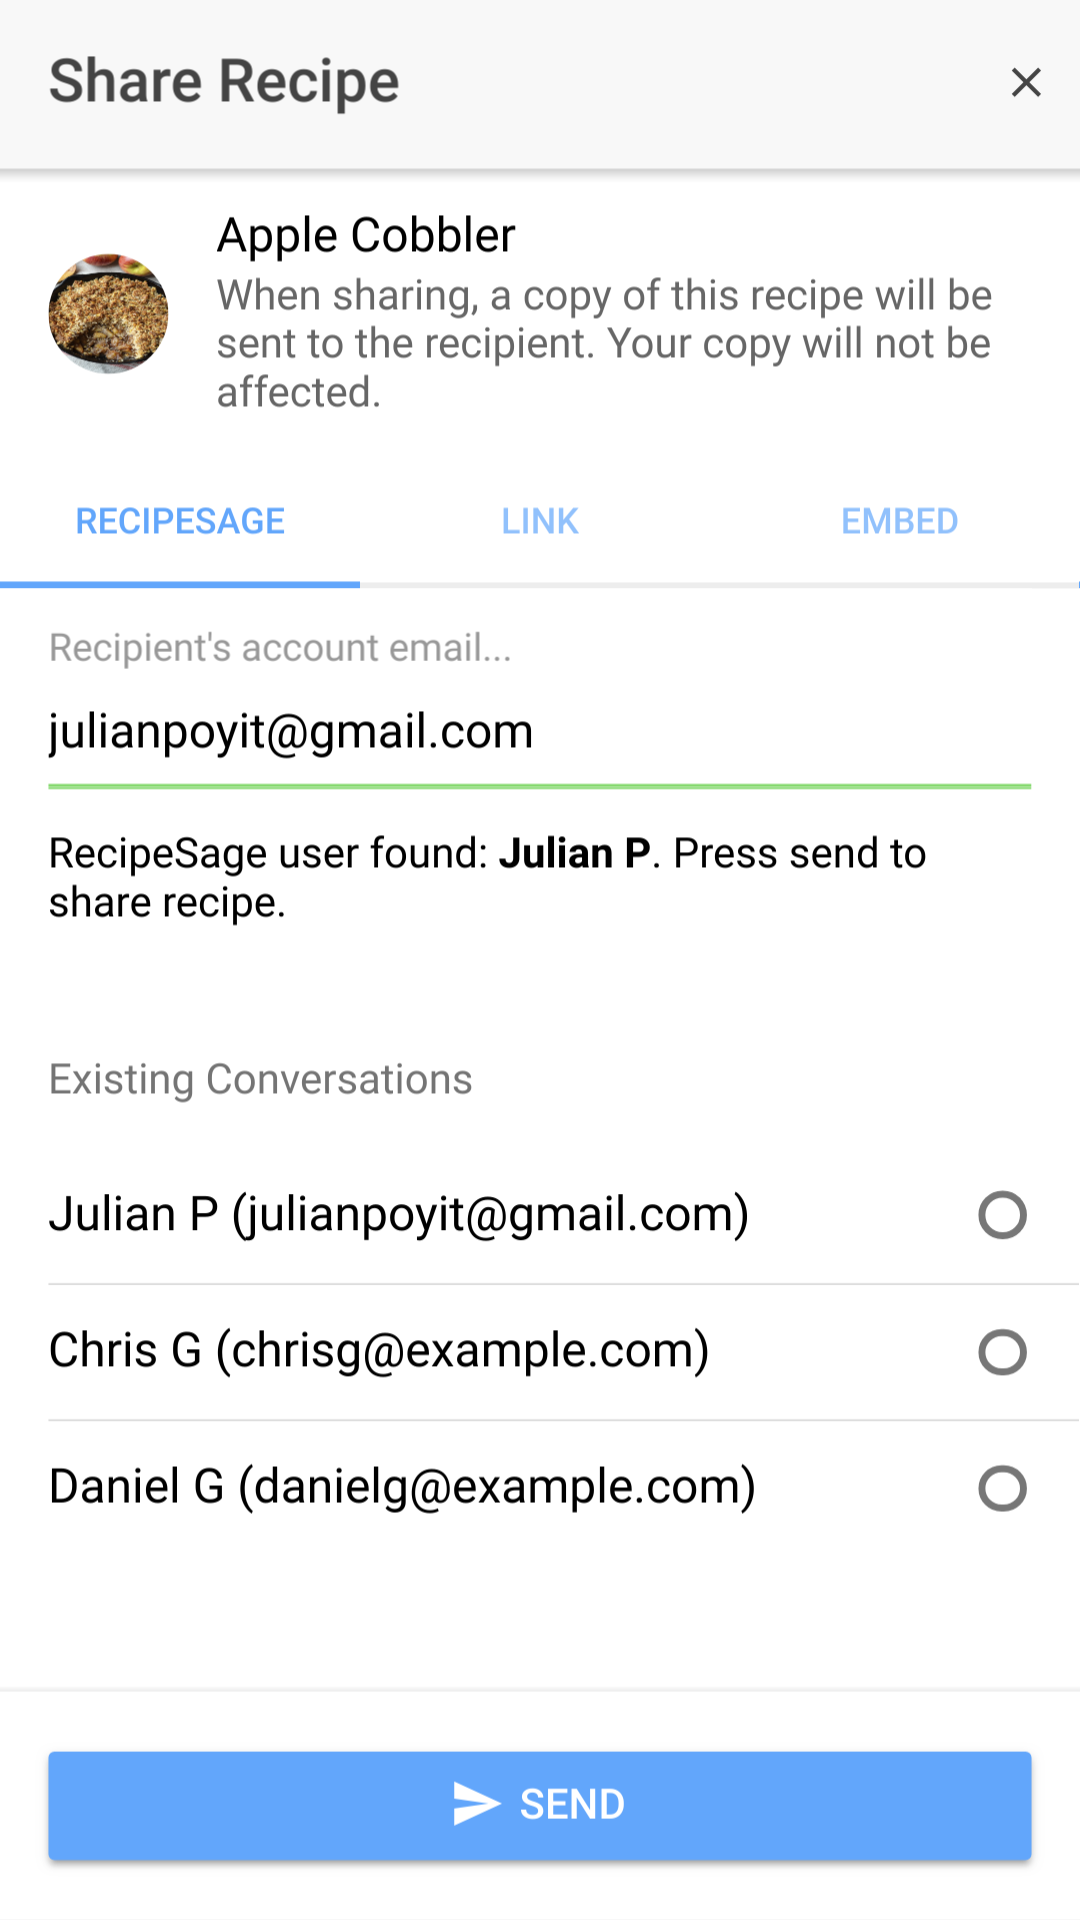 Share Recipe
Apple Cobbler
When sharing, a copy of this recipe will be
sent to the recipient. Your copy will not be
affected.
RECIPESAGE
LINK
EMBED
Recipient's account email...
julianpoyit@gmail.com
RecipeSage user found: Julian P. Press send to
share recipe.
Existing Conversations
Julian P (julianpoyit@gmail.com)
Chris G (chrisg@example.com)
Daniel G (danielg@example.com)
SEND